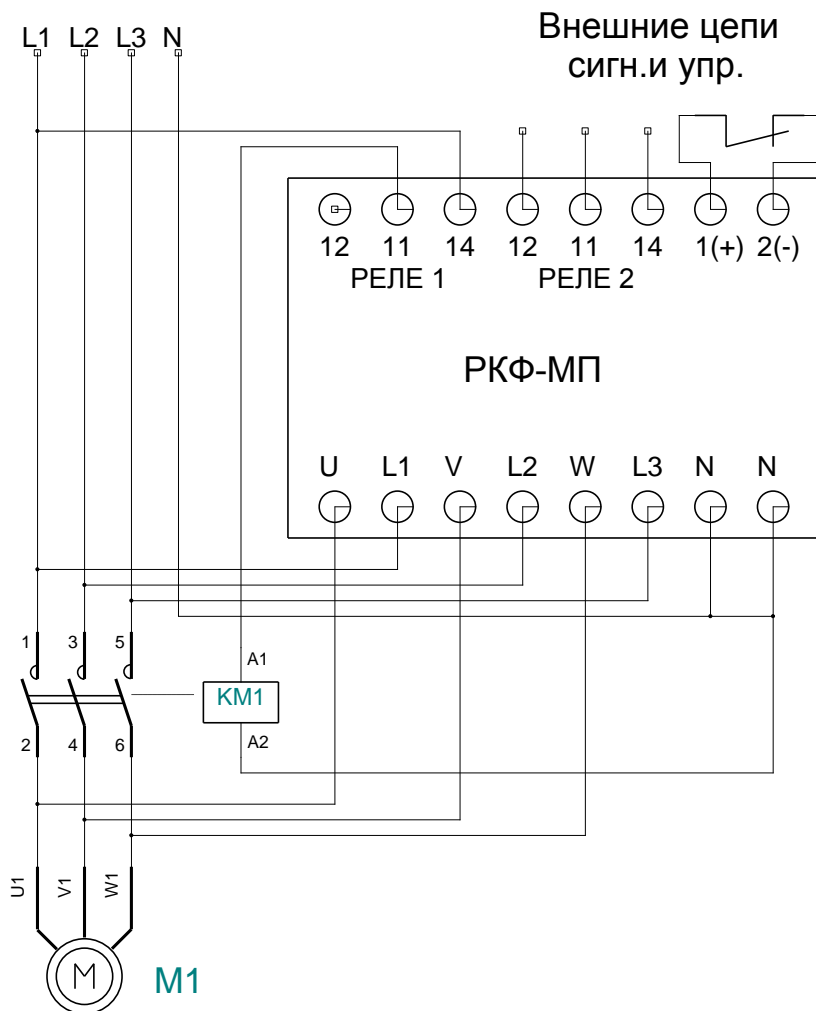 L1 L2 L3 N
Внешние цепи
сигн.и упр.
12 11 14 12 11 14 1(+) 2(-)
РЕЛЕ 1 РЕЛЕ 2
РКФ-МП
U L1 V L2 W L3 N N
1 3 5
A1
KM1
A2
2 4 6
U1 V1 W1
M M1